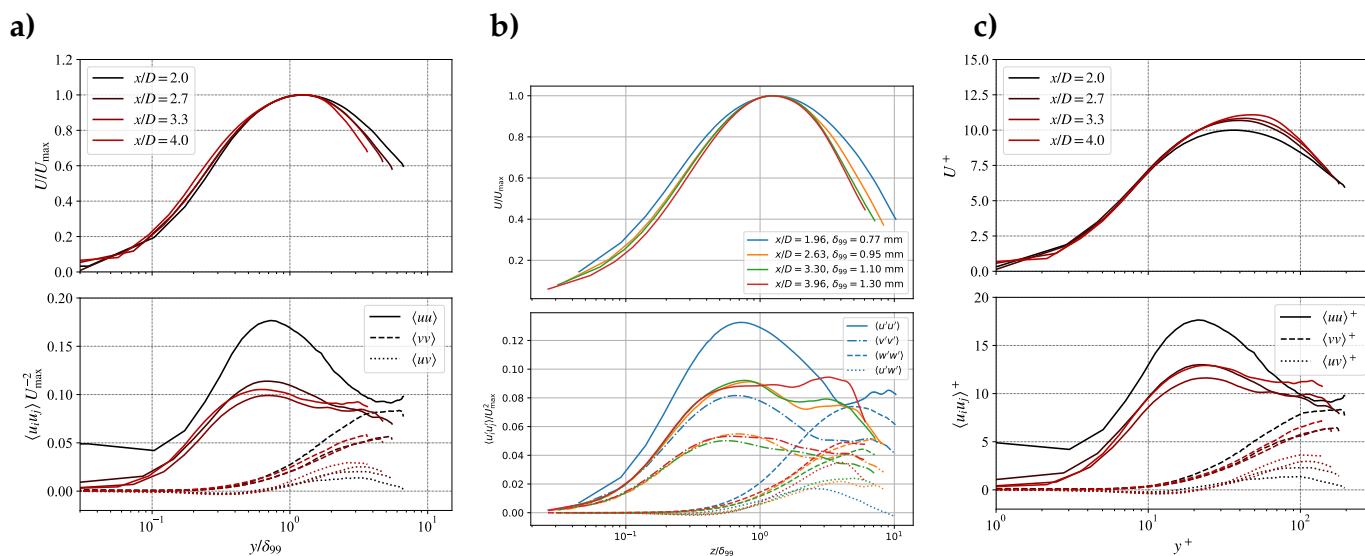 a)
1.2
1.0
0.8
0.6
0.4
0.2
0.0
U/U_max
x/D = 2.0
x/D = 2.7
x/D = 3.3
x/D = 4.0
0.20
0.15
0.10
0.05
0.00
⟨u_i u_j⟩ U_max^{-2}
⟨uu⟩
⟨vv⟩
⟨uv⟩
10^{-1}
10^0
10^1
y/δ_99
b)
1.0
0.8
0.6
0.4
0.2
U/U_max
x/D = 1.96, δ_99 = 0.77 mm
x/D = 2.63, δ_99 = 0.95 mm
x/D = 3.30, δ_99 = 1.10 mm
x/D = 3.96, δ_99 = 1.30 mm
0.12
0.10
0.08
0.06
0.04
0.02
0.00
⟨u′_i u′_j⟩/U²_max
⟨u′u′⟩
⟨v′v′⟩
⟨w′w′⟩
⟨u′w′⟩
10^{-1}
10^0
10^1
z/δ_99
c)
15.0
12.5
10.0
7.5
5.0
2.5
0.0
U^+
x/D = 2.0
x/D = 2.7
x/D = 3.3
x/D = 4.0
20
15
10
5
0
⟨u_i u_j⟩^+
⟨uu⟩^+
⟨vv⟩^+
⟨uv⟩^+
10^0
10^1
10^2
y^+